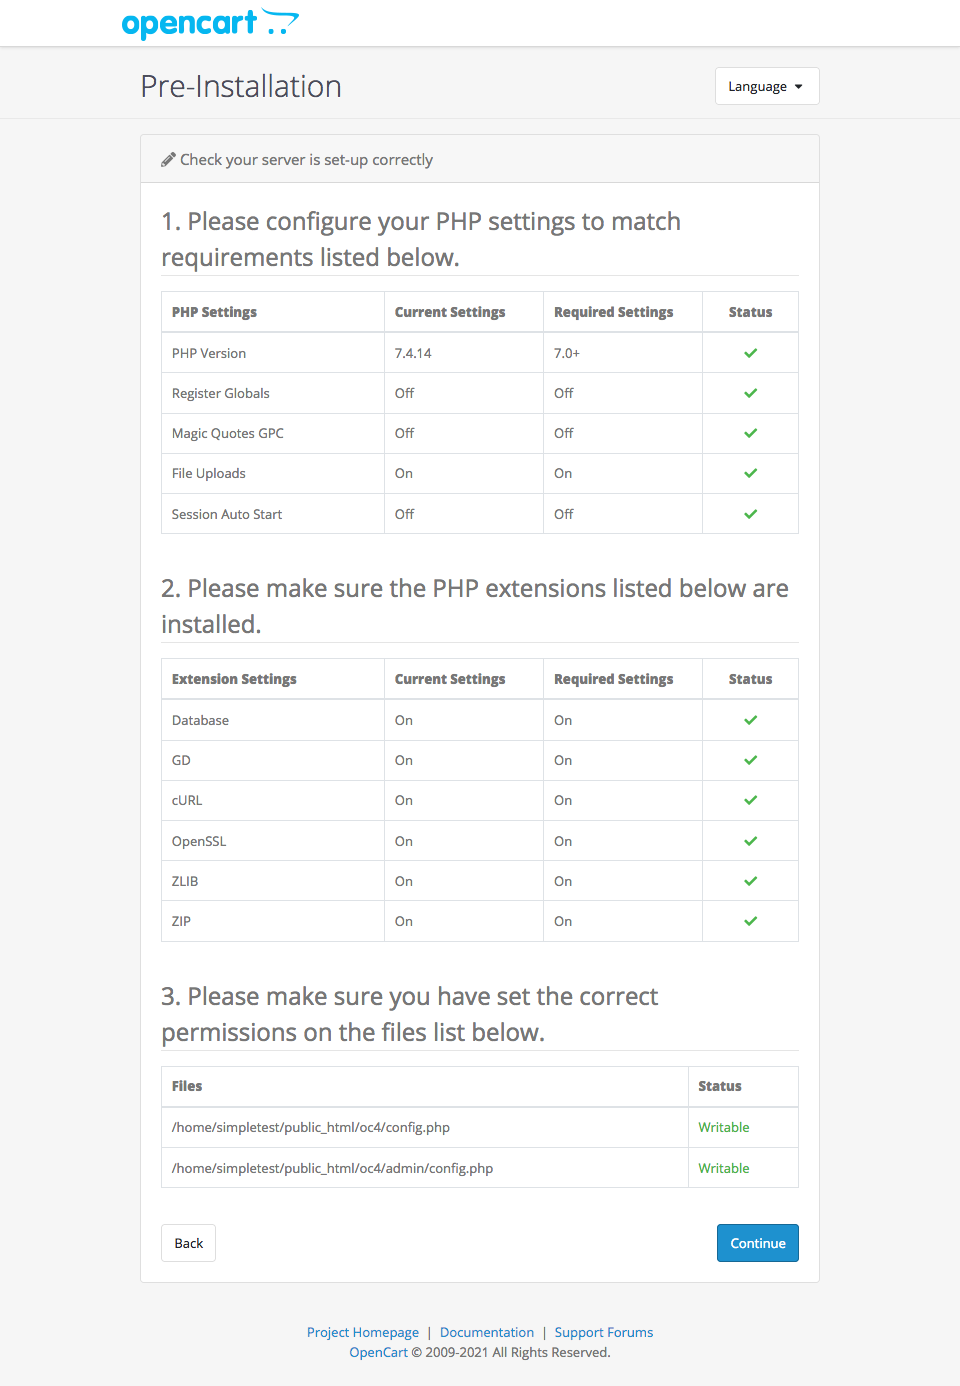 opencart
Pre-Installation
Language
Check your server is set-up correctly
1. Please configure your PHP settings to match
requirements listed below.
PHP Settings Current Settings Required Settings Status
PHP Version 7.4.14 7.0+
Register Globals Off Off
Magic Quotes GPC Off Off
File Uploads On On
Session Auto Start Off Off
2. Please make sure the PHP extensions listed below are
installed.
Extension Settings Current Settings Required Settings Status
Database On On
GD On On
cURL On On
OpenSSL On On
ZLIB On On
ZIP On On
3. Please make sure you have set the correct
permissions on the files list below.
Files Status
/home/simpletest/public_html/oc4/config.php Writable
/home/simpletest/public_html/oc4/admin/config.php Writable
Back Continue
Project Homepage | Documentation | Support Forums
OpenCart © 2009-2021 All Rights Reserved.